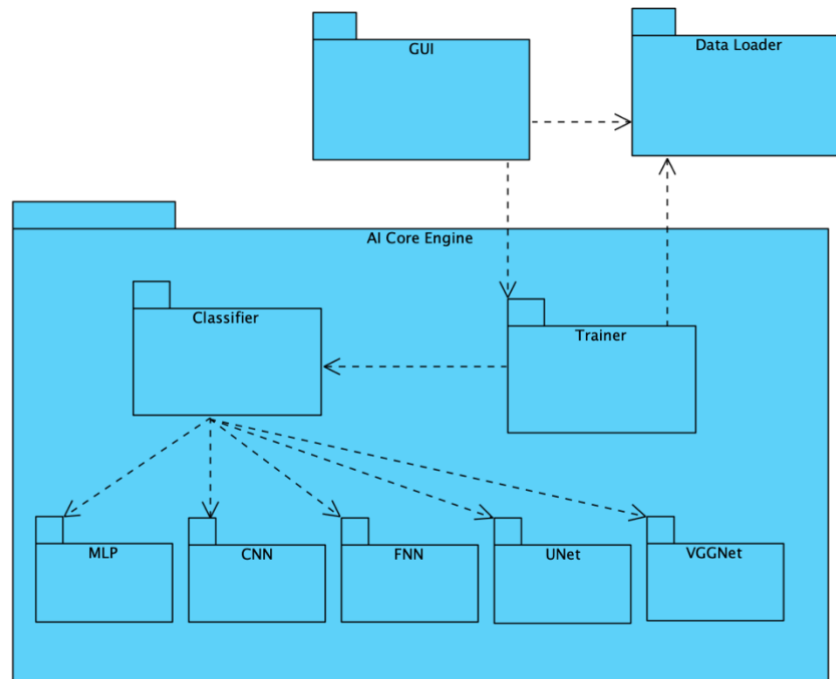 GUI
Data Loader
AI Core Engine
Classifier
Trainer
MLP
CNN
FNN
UNet
VGGNet